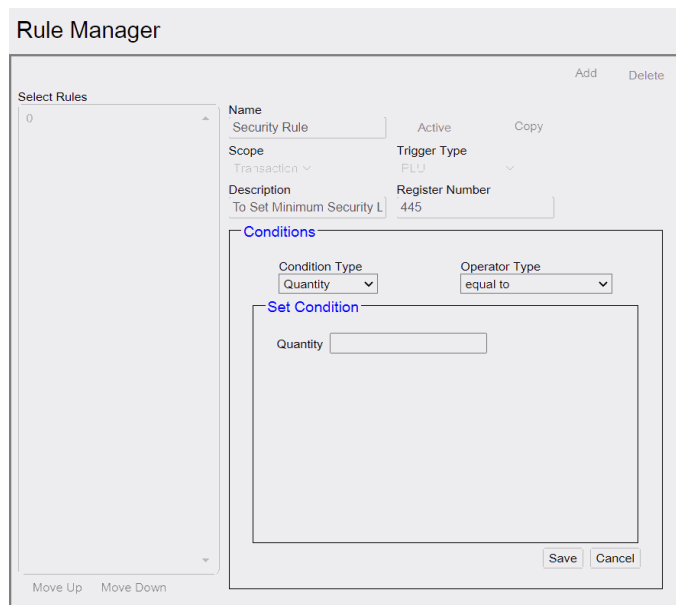 Rule Manager
Add Delete
Select Rules
0
Name
Security Rule Active Copy
Scope Trigger Type
Transaction PLU
Description Register Number
To Set Minimum Security L 445
Conditions
Condition Type Operator Type
Quantity equal to
Set Condition
Quantity
Save Cancel
Move Up Move Down